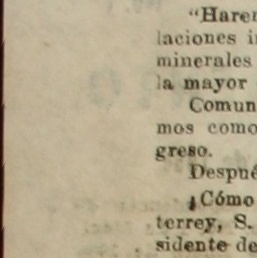 "Haren
laciones i
minerales
la mayor
Comun
mos como
greso.
Despué
¿Cómo
terrey, S.
sidente de